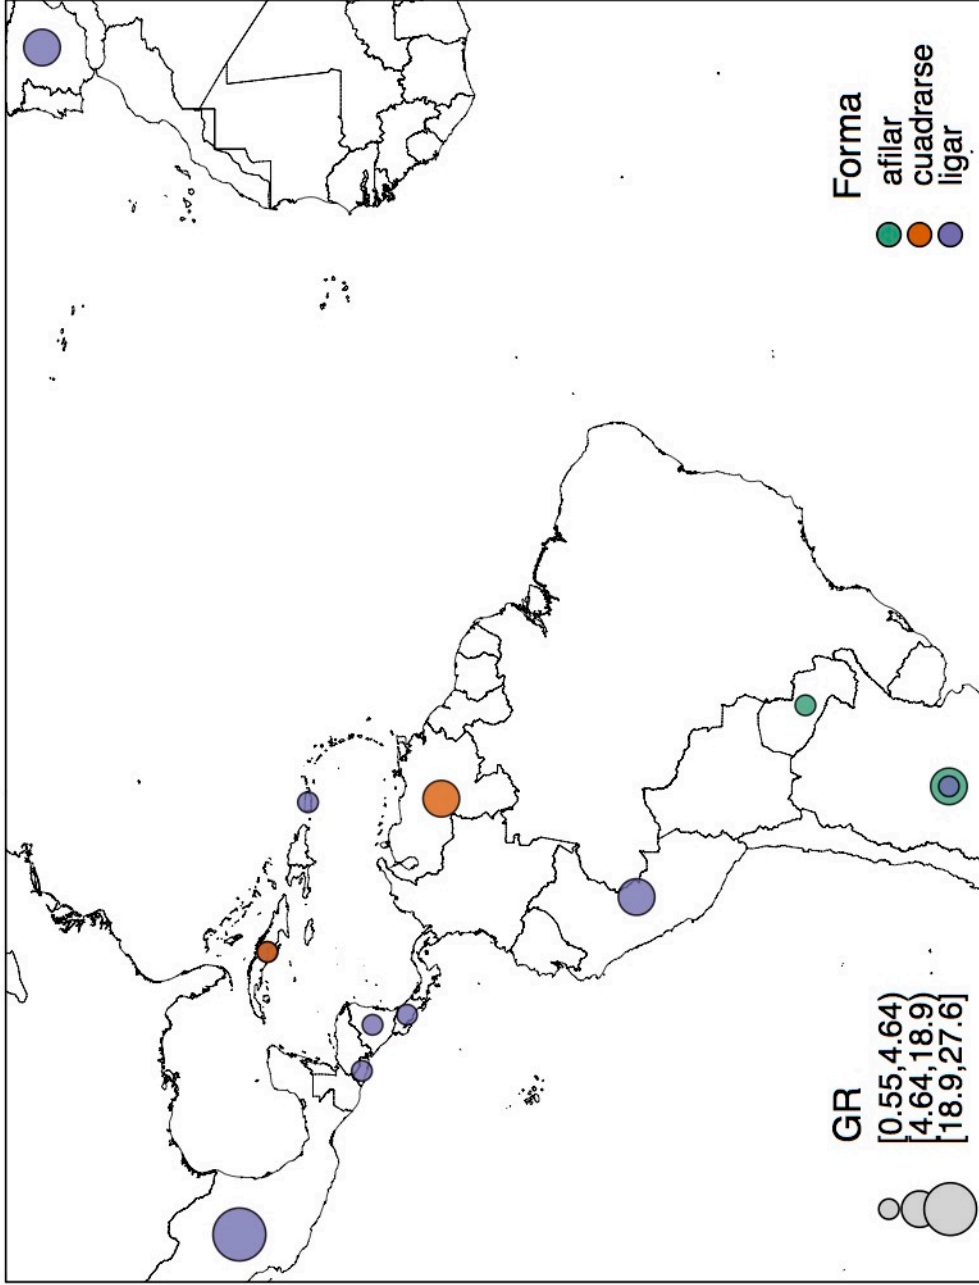 GR
[0.55,4.64)
[4.64,18.9)
[18.9,27.6]
Forma
afilar
cuadrarse
ligar